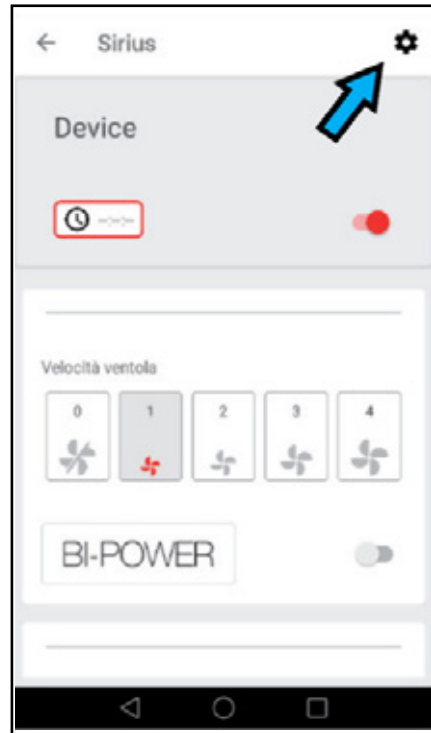 Sirius
Device
--:--:--
Velocità ventola
0 1 2 3 4
BI-POWER